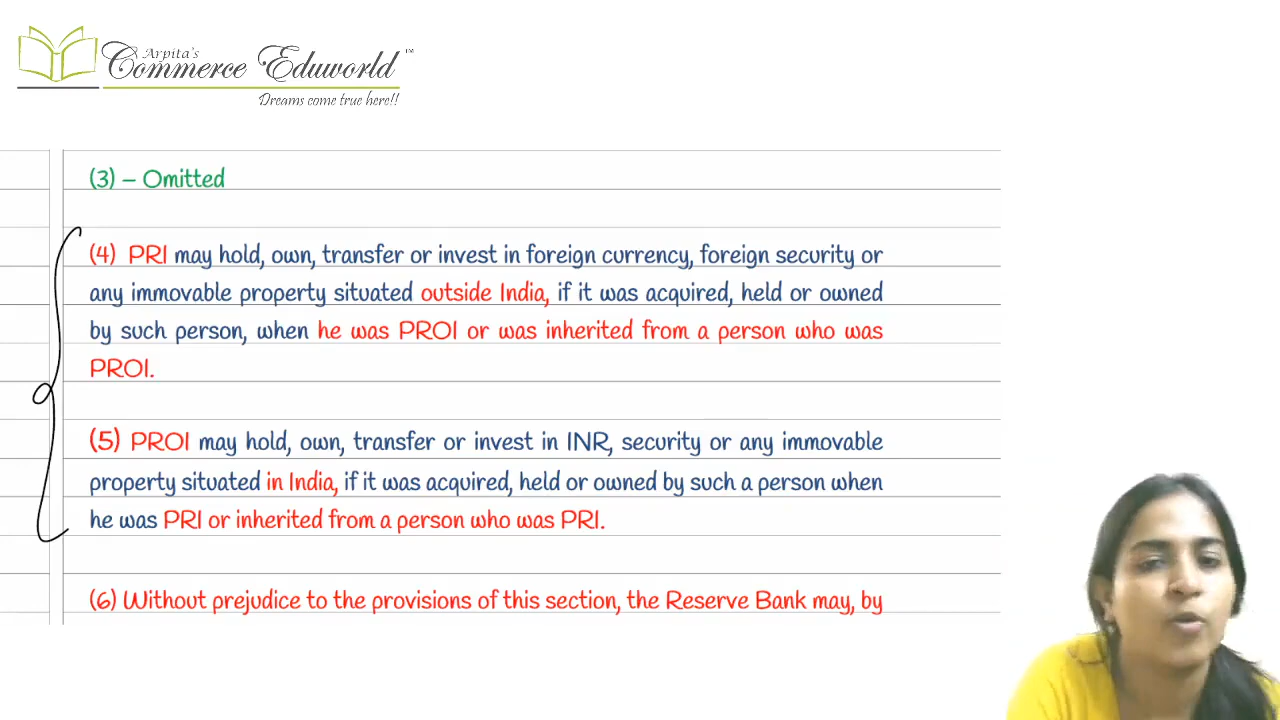 Arpita's
Commerce Eduworld™
Dreams come true here!!
(3) – Omitted
(4) PRI may hold, own, transfer or invest in foreign currency, foreign security or
any immovable property situated outside India, if it was acquired, held or owned
by such person, when he was PROI or was inherited from a person who was
PROI.
(5) PROI may hold, own, transfer or invest in INR, security or any immovable
property situated in India, if it was acquired, held or owned by such a person when
he was PRI or inherited from a person who was PRI.
(6) Without prejudice to the provisions of this section, the Reserve Bank may, by